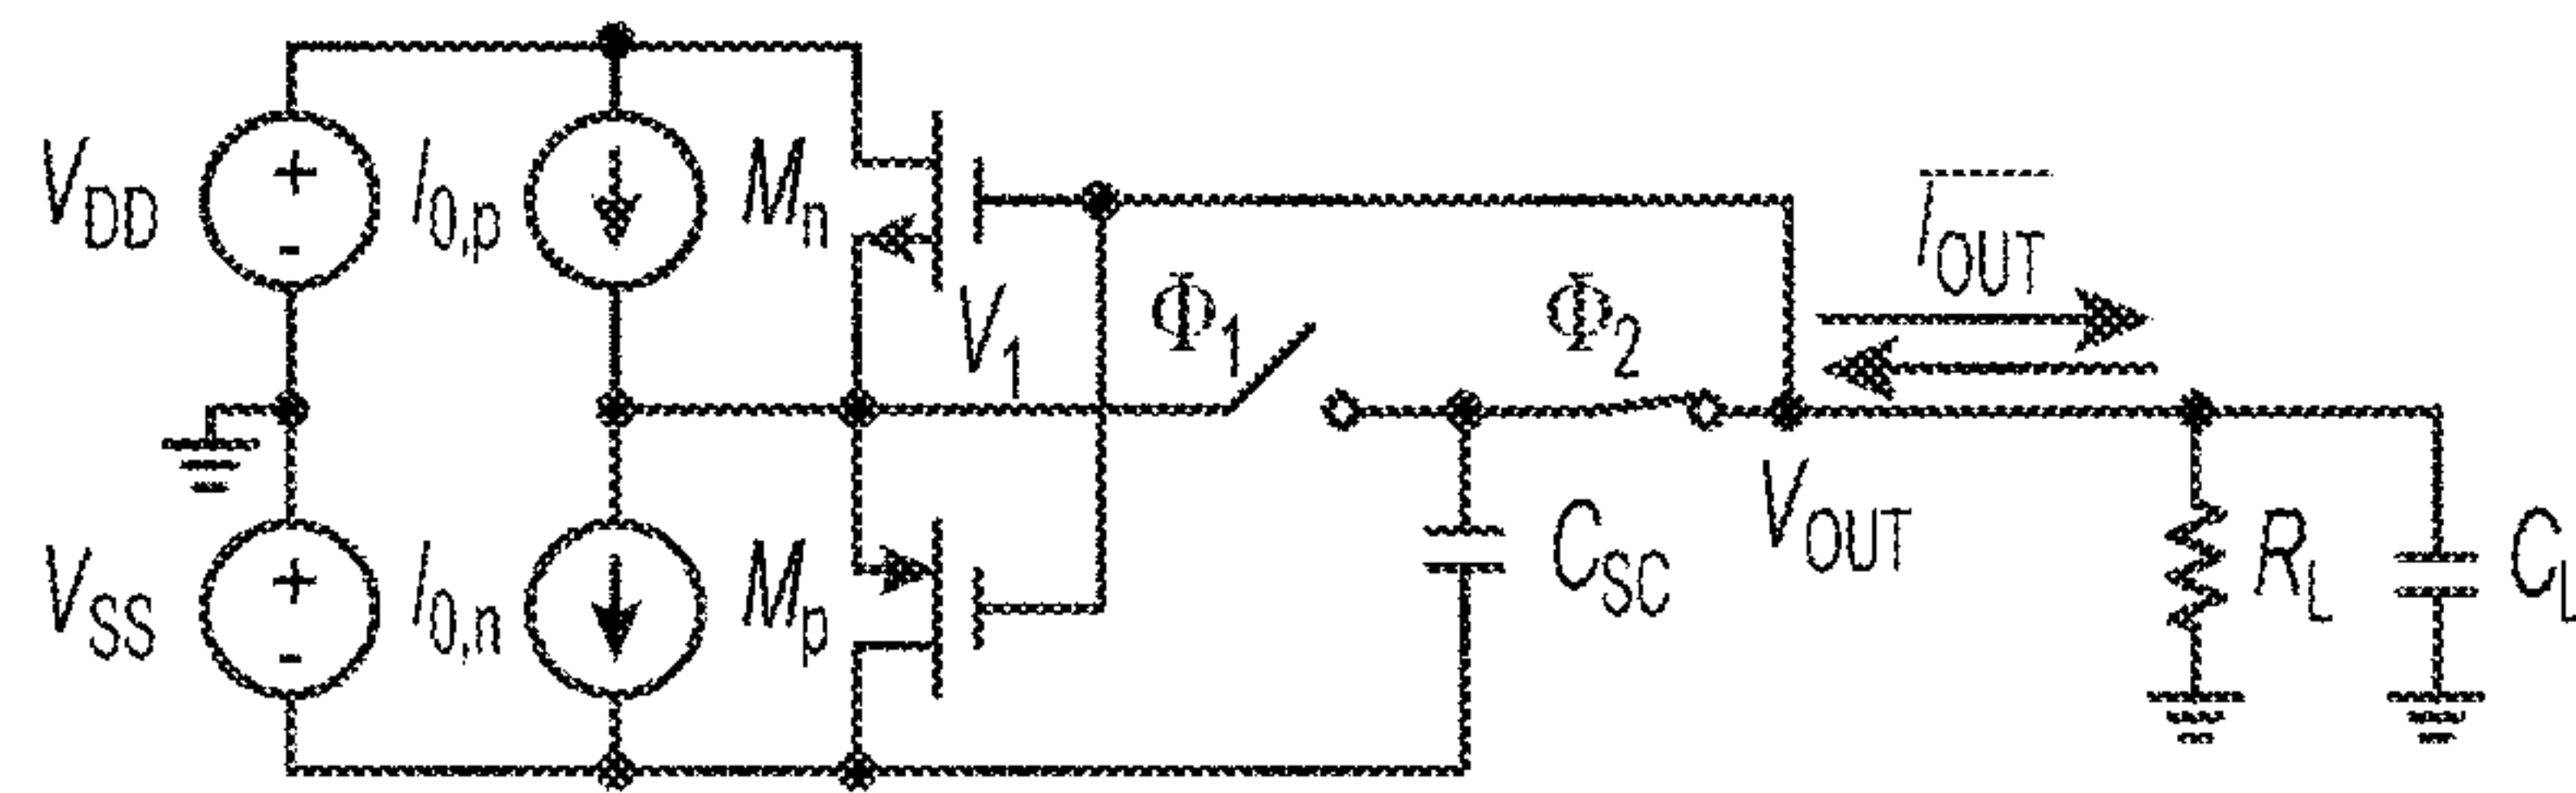 V_DD
+
-
I_0,p
M_n
V_1
Φ_1
Φ_2
I_OUT
V_SS
+
-
I_0,n
M_p
C_SC
V_OUT
R_L
C_L